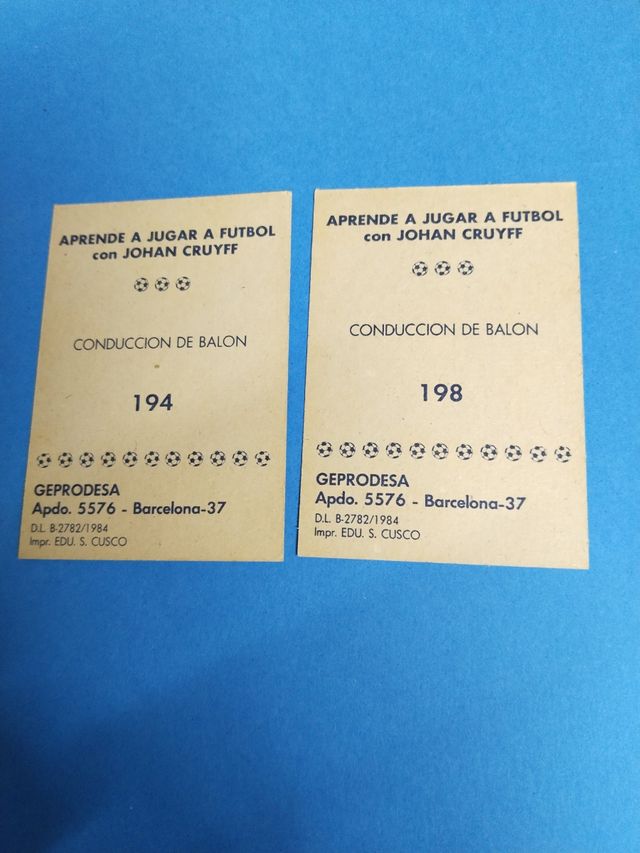 APRENDE A JUGAR A FUTBOL
con JOHAN CRUYFF
CONDUCCION DE BALON
194
GEPRODESA
Apdo. 5576 - Barcelona-37
D.L. B-2782/1984
Impr. EDU. S. CUSCO
APRENDE A JUGAR A FUTBOL
con JOHAN CRUYFF
CONDUCCION DE BALON
198
GEPRODESA
Apdo. 5576 - Barcelona-37
D.L. B-2782/1984
Impr. EDU. S. CUSCO